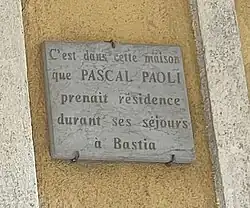 C'est dans cette maison
que PASCAL PAOLI
prenait résidence
durant ses séjours
à Bastia